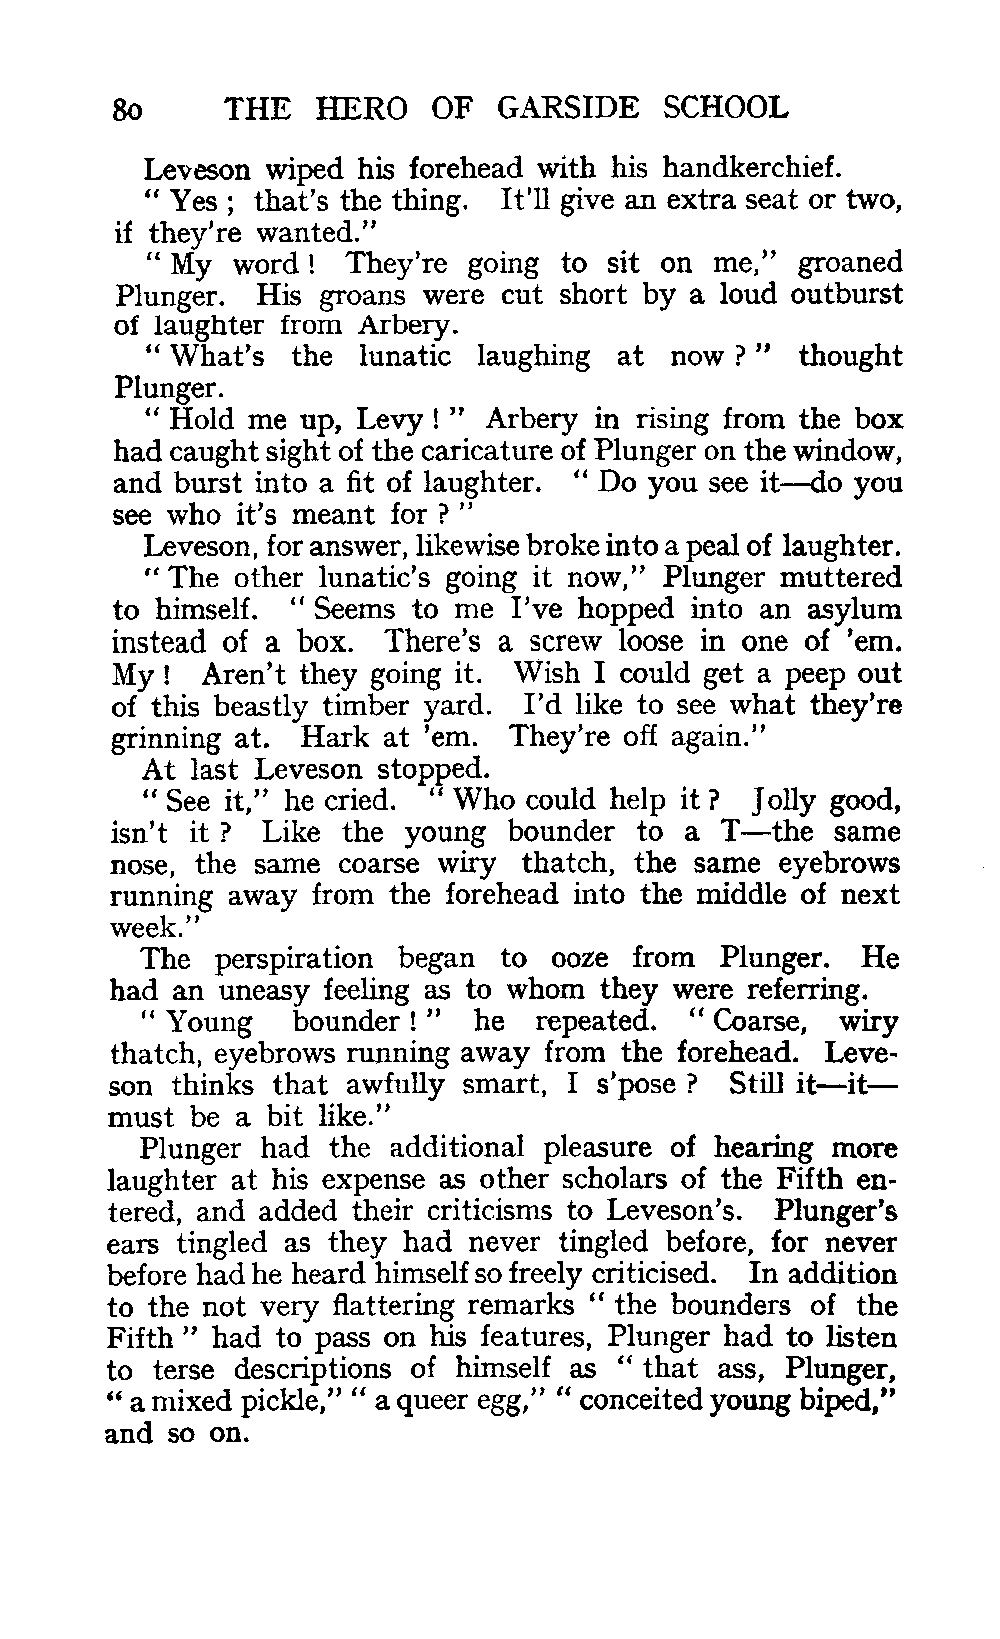 80 THE HERO OF GARSIDE SCHOOL
Leveson wiped his forehead with his handkerchief.
" Yes ; that's the thing. It'll give an extra seat or two,
if they're wanted."
" My word ! They're going to sit on me," groaned
Plunger. His groans were cut short by a loud outburst
of laughter from Arbery.
" What's the lunatic laughing at now ? " thought
Plunger.
" Hold me up, Levy ! " Arbery in rising from the box
had caught sight of the caricature of Plunger on the window,
and burst into a fit of laughter. " Do you see it—do you
see who it's meant for ? "
Leveson, for answer, likewise broke into a peal of laughter.
" The other lunatic's going it now," Plunger muttered
to himself. " Seems to me I've hopped into an asylum
instead of a box. There's a screw loose in one of 'em.
My ! Aren't they going it. Wish I could get a peep out
of this beastly timber yard. I'd like to see what they're
grinning at. Hark at 'em. They're off again."
At last Leveson stopped.
" See it," he cried. " Who could help it ? Jolly good,
isn't it ? Like the young bounder to a T—the same
nose, the same coarse wiry thatch, the same eyebrows
running away from the forehead into the middle of next
week."
The perspiration began to ooze from Plunger. He
had an uneasy feeling as to whom they were referring.
" Young bounder ! " he repeated. " Coarse, wiry
thatch, eyebrows running away from the forehead. Leve-
son thinks that awfully smart, I s'pose ? Still it—it—
must be a bit like."
Plunger had the additional pleasure of hearing more
laughter at his expense as other scholars of the Fifth en-
tered, and added their criticisms to Leveson's. Plunger's
ears tingled as they had never tingled before, for never
before had he heard himself so freely criticised. In addition
to the not very flattering remarks " the bounders of the
Fifth " had to pass on his features, Plunger had to listen
to terse descriptions of himself as " that ass, Plunger,
" a mixed pickle," " a queer egg," " conceited young biped,"
and so on.